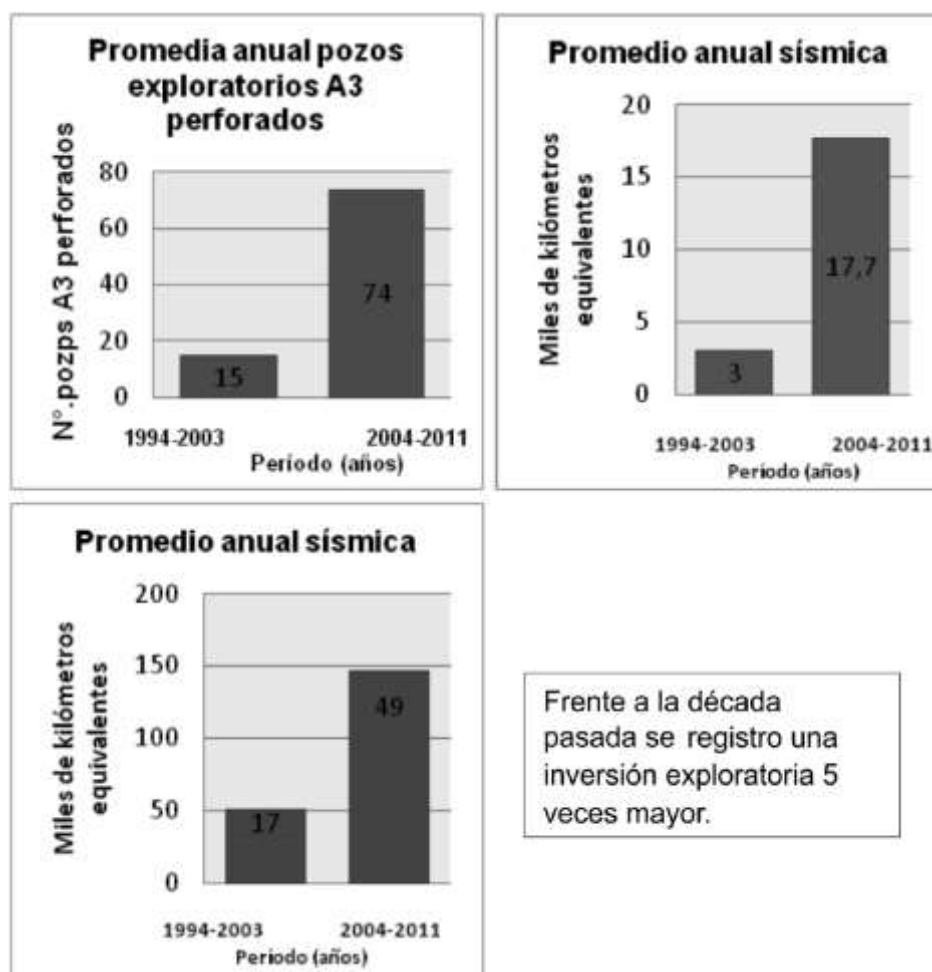 Promedia anual pozos
exploratorios A3
perforados
N°.pozps A3 perforados
80
60
40
20
0
15
74
1994-2003
2004-2011
Período (años)
Promedio anual sísmica
Miles de kilómetros
equivalentes
20
15
10
5
0
3
17,7
1994-2003
2004-2011
Período (años)
Promedio anual sísmica
Miles de kilómetros
equivalentes
200
150
100
50
0
17
49
1994-2003
2004-2011
Período (años)
Frente a la década
pasada se registro una
inversión exploratoria 5
veces mayor.